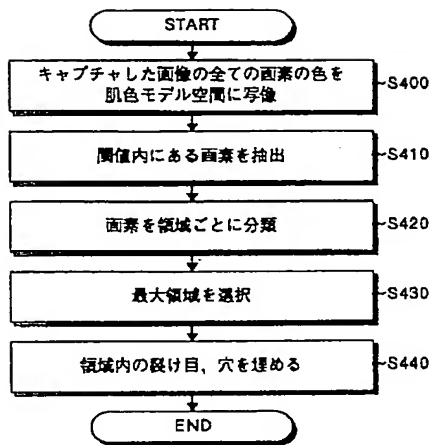 START
キャプチャした画像の全ての画素の色を
肌色モデル空間に写像
S400
閾値内にある画素を抽出
S410
画素を領域ごとに分類
S420
最大領域を選択
S430
領域内の裂け目，穴を埋める
S440
END